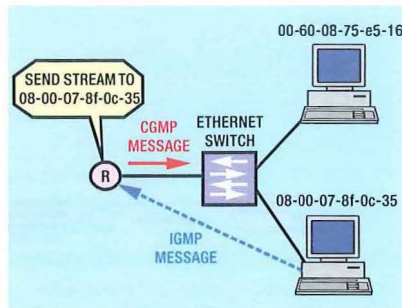 00-60-08-75-e5-16
SEND STREAM TO
08-00-07-8f-0c-35
CGMP
MESSAGE
ETHERNET
SWITCH
R
08-00-07-8f-0c-35
IGMP
MESSAGE